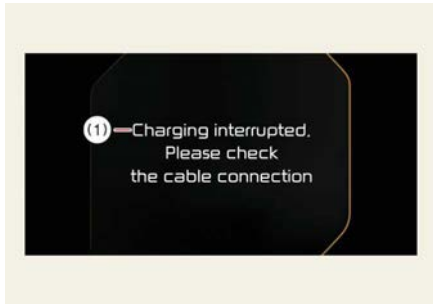 (1)
Charging interrupted,
Please check
the cable connection